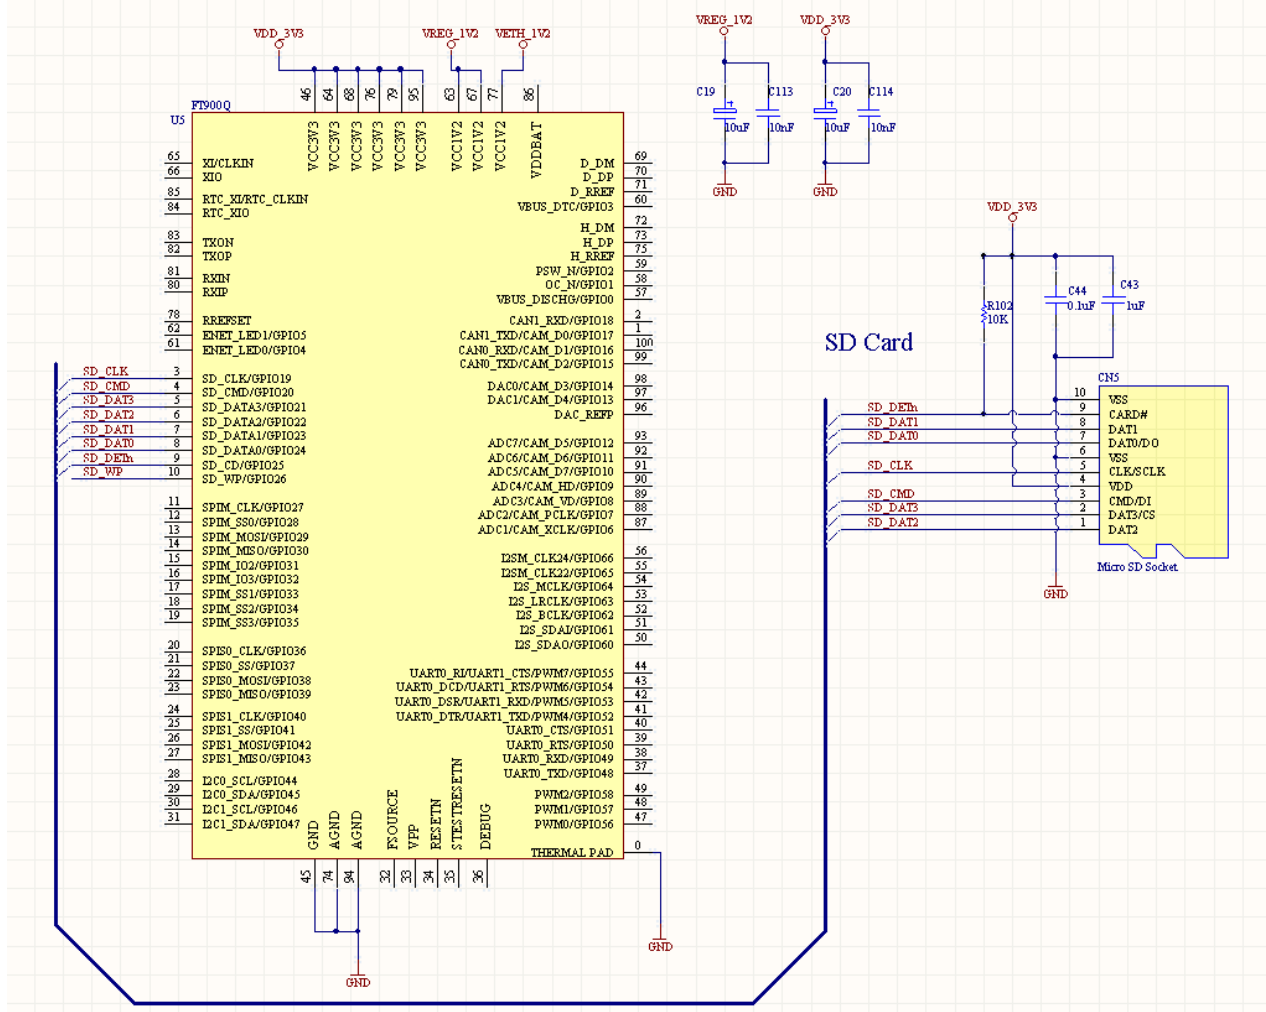 VDD_3V3
VREG_1V2
VETH_1V2
VREG_1V2
VDD_3V3
C19
10uF
C113
10nF
C20
10uF
C114
10nF
GND
GND
FT900Q
U5
46 VCC3V3
64 VCC3V3
68 VCC3V3
76 VCC3V3
79 VCC3V3
95 VCC3V3
63 VCC1V2
67 VCC1V2
77 VCC1V2
86 VDDBAT
65 XI/CLKIN
66 XIO
85 RTC_XI/RTC_CLKIN
84 RTC_XIO
83 TXON
82 TXOP
81 RXIN
80 RXIP
78 RREFSET
62 ENET_LED1/GPIO5
61 ENET_LED0/GPIO4
SD_CLK 3 SD_CLK/GPIO19
SD_CMD 4 SD_CMD/GPIO20
SD_DAT3 5 SD_DATA3/GPIO21
SD_DAT2 6 SD_DATA2/GPIO22
SD_DAT1 7 SD_DATA1/GPIO23
SD_DAT0 8 SD_DATA0/GPIO24
SD_DETn 9 SD_CD/GPIO25
SD_WP 10 SD_WP/GPIO26
11 SPIM_CLK/GPIO27
12 SPIM_SS0/GPIO28
13 SPIM_MOSI/GPIO29
14 SPIM_MISO/GPIO30
15 SPIM_IO2/GPIO31
16 SPIM_IO3/GPIO32
17 SPIM_SS1/GPIO33
18 SPIM_SS2/GPIO34
19 SPIM_SS3/GPIO35
20 SPIS0_CLK/GPIO36
21 SPIS0_SS/GPIO37
22 SPIS0_MOSI/GPIO38
23 SPIS0_MISO/GPIO39
24 SPIS1_CLK/GPIO40
25 SPIS1_SS/GPIO41
26 SPIS1_MOSI/GPIO42
27 SPIS1_MISO/GPIO43
28 I2C0_SCL/GPIO44
29 I2C0_SDA/GPIO45
30 I2C1_SCL/GPIO46
31 I2C1_SDA/GPIO47
D_DM 69
D_DP 70
D_RREF 71
VBUS_DTC/GPIO3 60
H_DM 72
H_DP 73
H_RREF 75
PSW_N/GPIO2 59
OC_N/GPIO1 58
VBUS_DISCHG/GPIO0 57
CAN1_RXD/GPIO18 2
CAN1_TXD/CAM_D0/GPIO17 1
CAN0_RXD/CAM_D1/GPIO16 100
CAN0_TXD/CAM_D2/GPIO15 99
DAC0/CAM_D3/GPIO14 98
DAC1/CAM_D4/GPIO13 97
DAC_REFP 96
ADC7/CAM_D5/GPIO12 93
ADC6/CAM_D6/GPIO11 92
ADC5/CAM_D7/GPIO10 91
ADC4/CAM_HD/GPIO9 90
ADC3/CAM_VD/GPIO8 89
ADC2/CAM_PCLK/GPIO7 88
ADC1/CAM_XCLK/GPIO6 87
I2SM_CLK24/GPIO66 56
I2SM_CLK22/GPIO65 55
I2S_MCLK/GPIO64 54
I2S_LRCLK/GPIO63 53
I2S_BCLK/GPIO62 52
I2S_SDAI/GPIO61 51
I2S_SDAO/GPIO60 50
UART0_RI/UART1_CTS/PWM7/GPIO55 44
UART0_DCD/UART1_RTS/PWM6/GPIO54 43
UART0_DSR/UART1_RXD/PWM5/GPIO53 42
UART0_DTR/UART1_TXD/PWM4/GPIO52 41
UART0_CTS/GPIO51 40
UART0_RTS/GPIO50 39
UART0_RXD/GPIO49 38
UART0_TXD/GPIO48 37
PWM2/GPIO58 49
PWM1/GPIO57 48
PWM0/GPIO56 47
THERMAL PAD 0
GND 45
AGND 74
AGND 94
FSOURCE 32
VPP 33
RESETN 34
STESTRESETN 35
DEBUG 36
GND
GND
VDD_3V3
R102
10K
C44
0.1uF
C43
1uF
SD Card
CN5
10 VSS
SD_DETn 9 CARD#
SD_DAT1 8 DAT1
SD_DAT0 7 DAT0/DO
6 VSS
SD_CLK 5 CLK/SCLK
4 VDD
SD_CMD 3 CMD/DI
SD_DAT3 2 DAT3/CS
SD_DAT2 1 DAT2
Micro SD Socket
GND